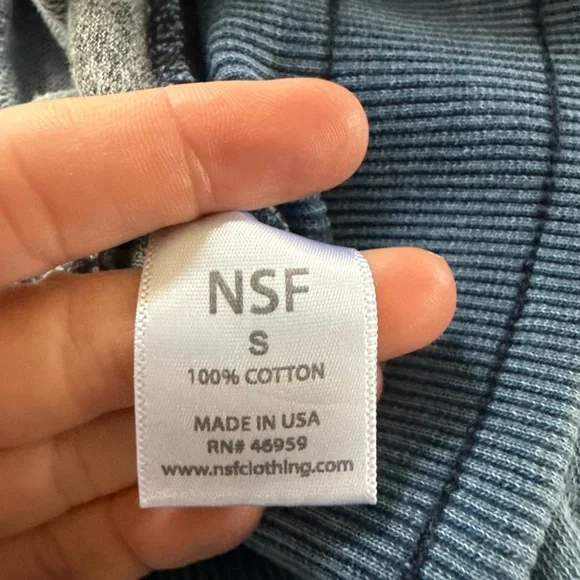 NSF
S
100% COTTON
MADE IN USA
RN# 46959
www.nsfclothing.com